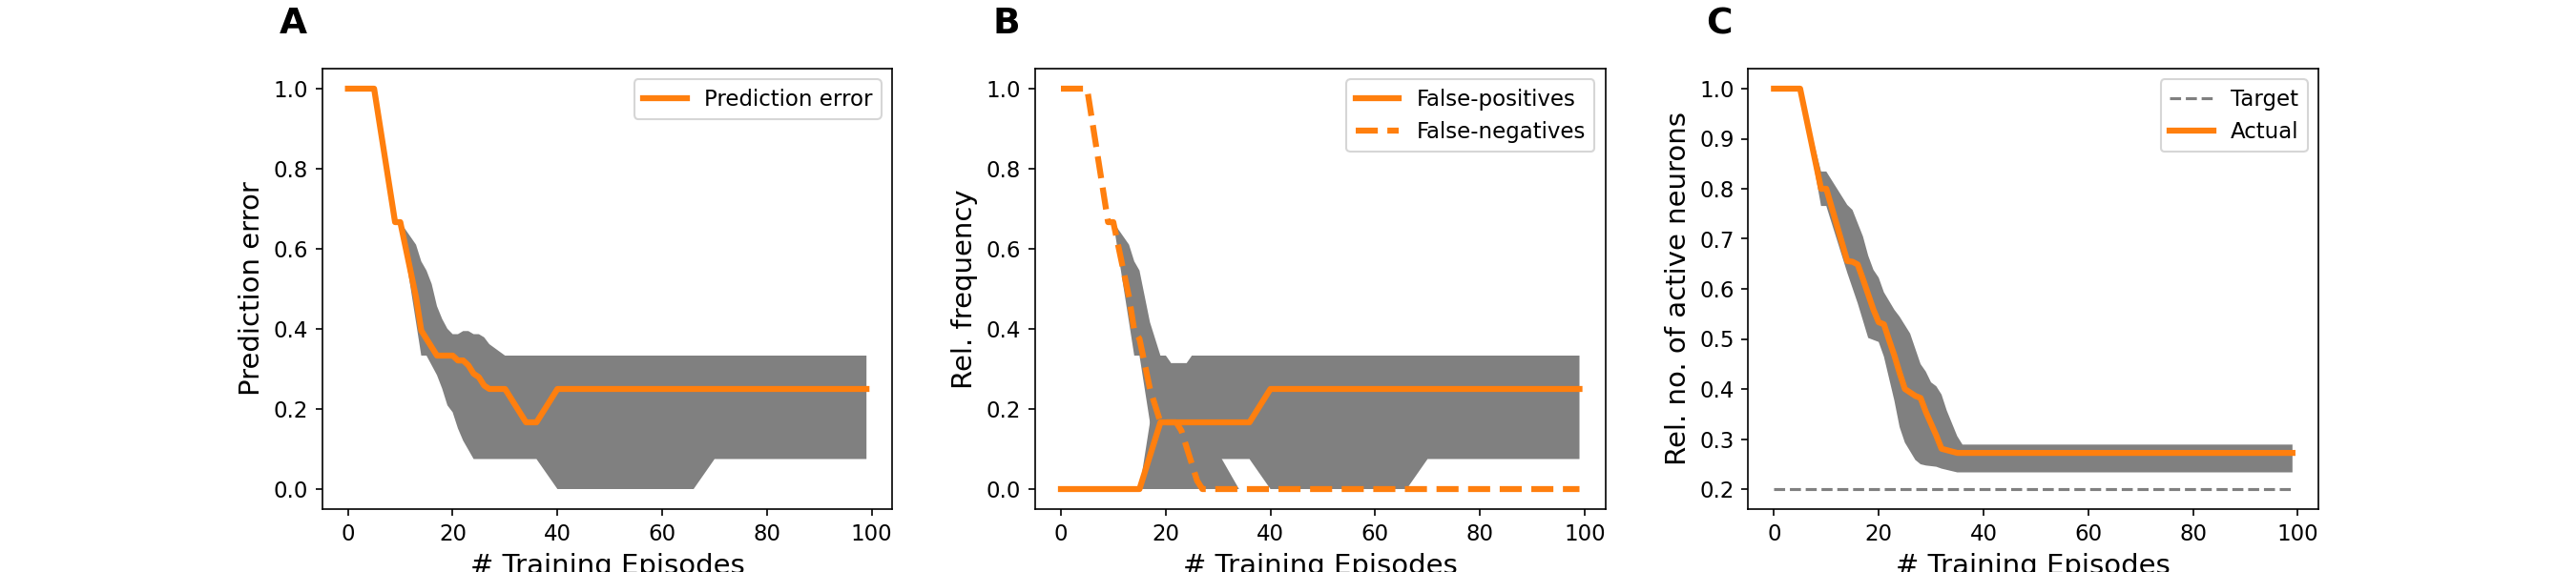 A
Prediction error
1.0
0.8
0.6
0.4
0.2
0.0
Prediction error
0
20
40
60
80
100
# Training Episodes
B
False-positives
False-negatives
1.0
0.8
0.6
0.4
0.2
0.0
Rel. frequency
0
20
40
60
80
100
# Training Episodes
C
Target
Actual
1.0
0.9
0.8
0.7
0.6
0.5
0.4
0.3
0.2
Rel. no. of active neurons
0
20
40
60
80
100
# Training Episodes